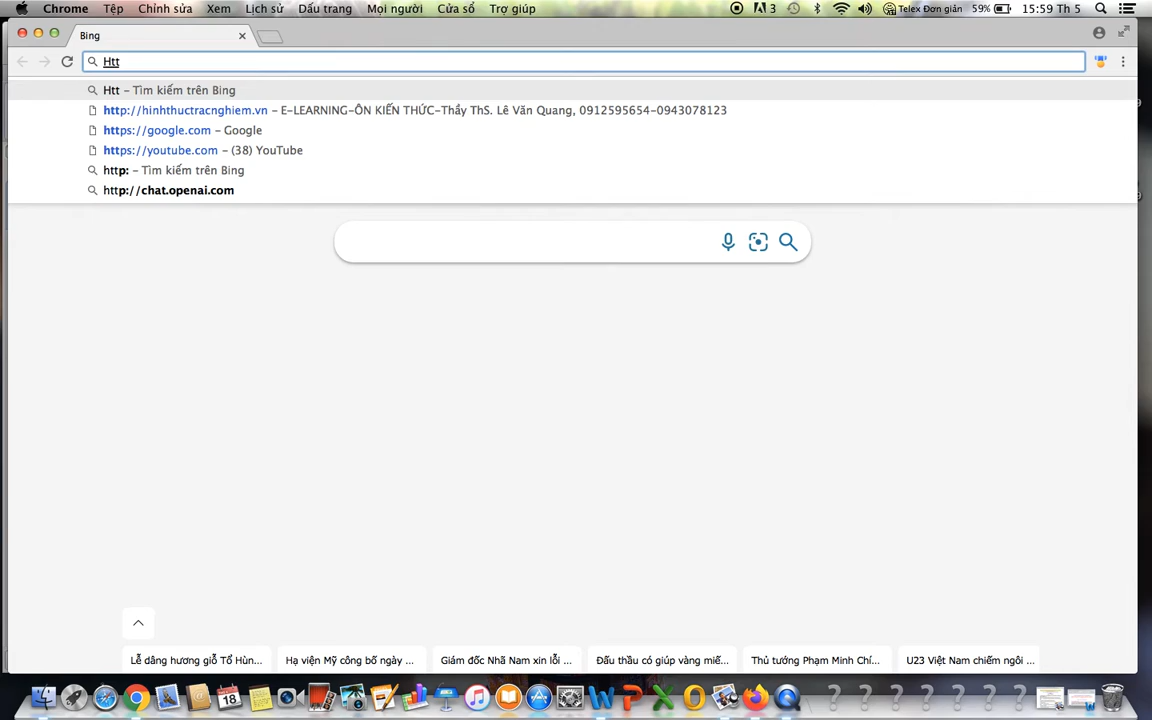 Chrome Tệp Chỉnh sửa Xem Lịch sử Dấu trang Mọi người Cửa sổ Trợ giúp 3 Telex Đơn giản 59% 15:59 Th 5
Bing
Htt
Htt – Tìm kiếm trên Bing
http://hinhthuctracnghiem.vn – E-LEARNING-ÔN KIẾN THỨC-Thầy ThS. Lê Văn Quang, 0912595654-0943078123
https://google.com – Google
https://youtube.com – (38) YouTube
http: – Tìm kiếm trên Bing
http://chat.openai.com
Lễ dâng hương giỗ Tổ Hùn... Hạ viện Mỹ công bố ngày ... Giám đốc Nhã Nam xin lỗi ... Đấu thầu có giúp vàng miế... Thủ tướng Phạm Minh Chí... U23 Việt Nam chiếm ngôi ...
18